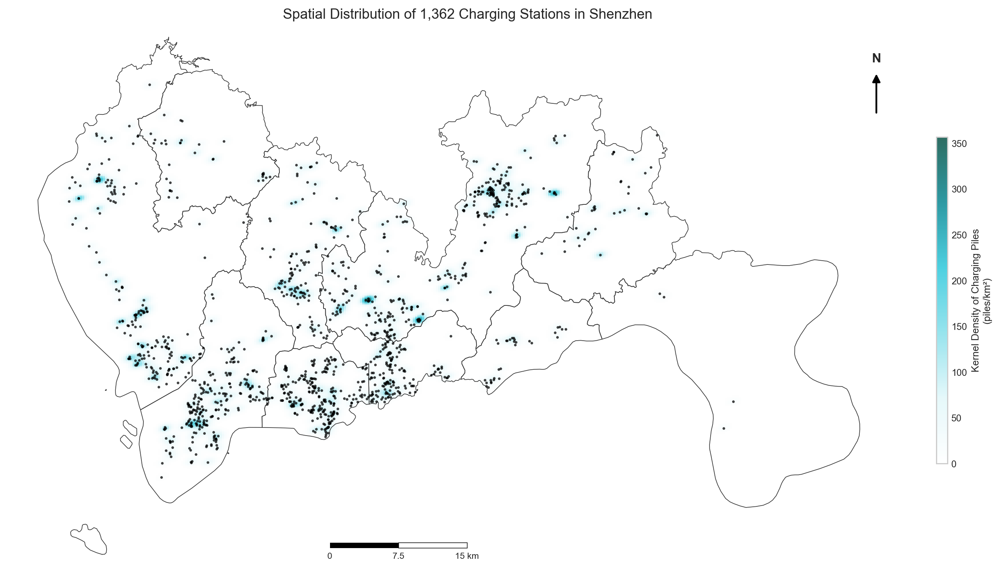 Spatial Distribution of 1,362 Charging Stations in Shenzhen
N
350
300
250
200
150
100
50
0
Kernel Density of Charging Piles
(piles/km²)
0
7.5
15 km